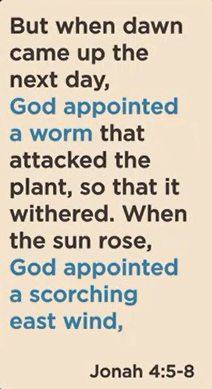 But when dawn
came up the
next day,
God appointed
a worm that
attacked the
plant, so that it
withered. When
the sun rose,
God appointed
a scorching
east wind,
Jonah 4:5-8